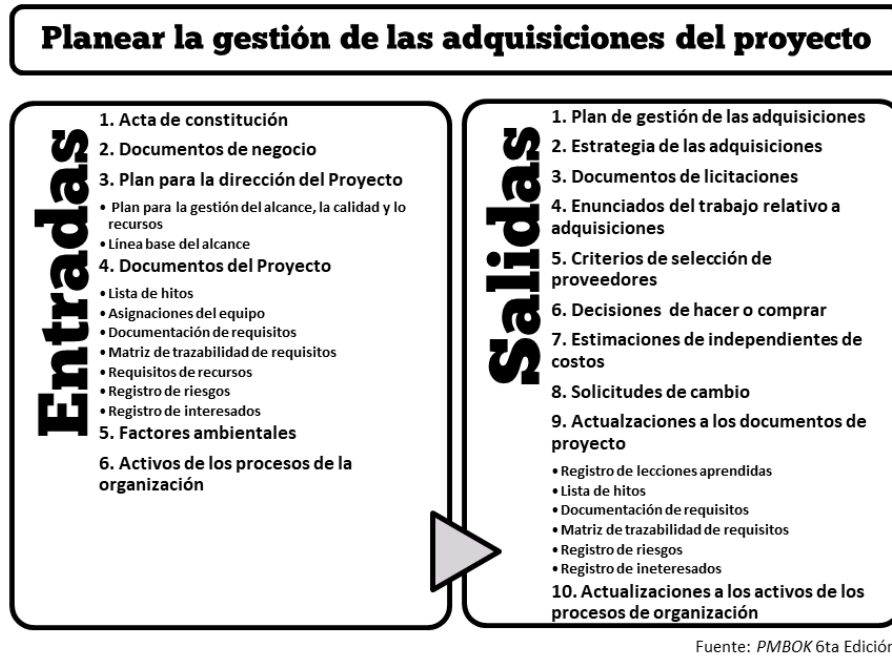 Planear la gestión de las adquisiciones del proyecto
Entradas
1. Acta de constitución
2. Documentos de negocio
3. Plan para la dirección del Proyecto
• Plan para la gestión del alcance, la calidad y lo
recursos
• Línea base del alcance
4. Documentos del Proyecto
• Lista de hitos
• Asignaciones del equipo
• Documentación de requisitos
• Matriz de trazabilidad de requisitos
• Requisitos de recursos
• Registro de riesgos
• Registro de interesados
5. Factores ambientales
6. Activos de los procesos de la
organización
Salidas
1. Plan de gestión de las adquisiciones
2. Estrategia de las adquisiciones
3. Documentos de licitaciones
4. Enunciados del trabajo relativo a
adquisiciones
5. Criterios de selección de
proveedores
6. Decisiones de hacer o comprar
7. Estimaciones de independientes de
costos
8. Solicitudes de cambio
9. Actualzaciones a los documentos de
proyecto
• Registro de lecciones aprendidas
• Lista de hitos
• Documentación de requisitos
• Matriz de trazabilidad de requisitos
• Registro de riesgos
• Registro de ineteresados
10. Actualizaciones a los activos de los
procesos de organización
Fuente: PMBOK 6ta Edición